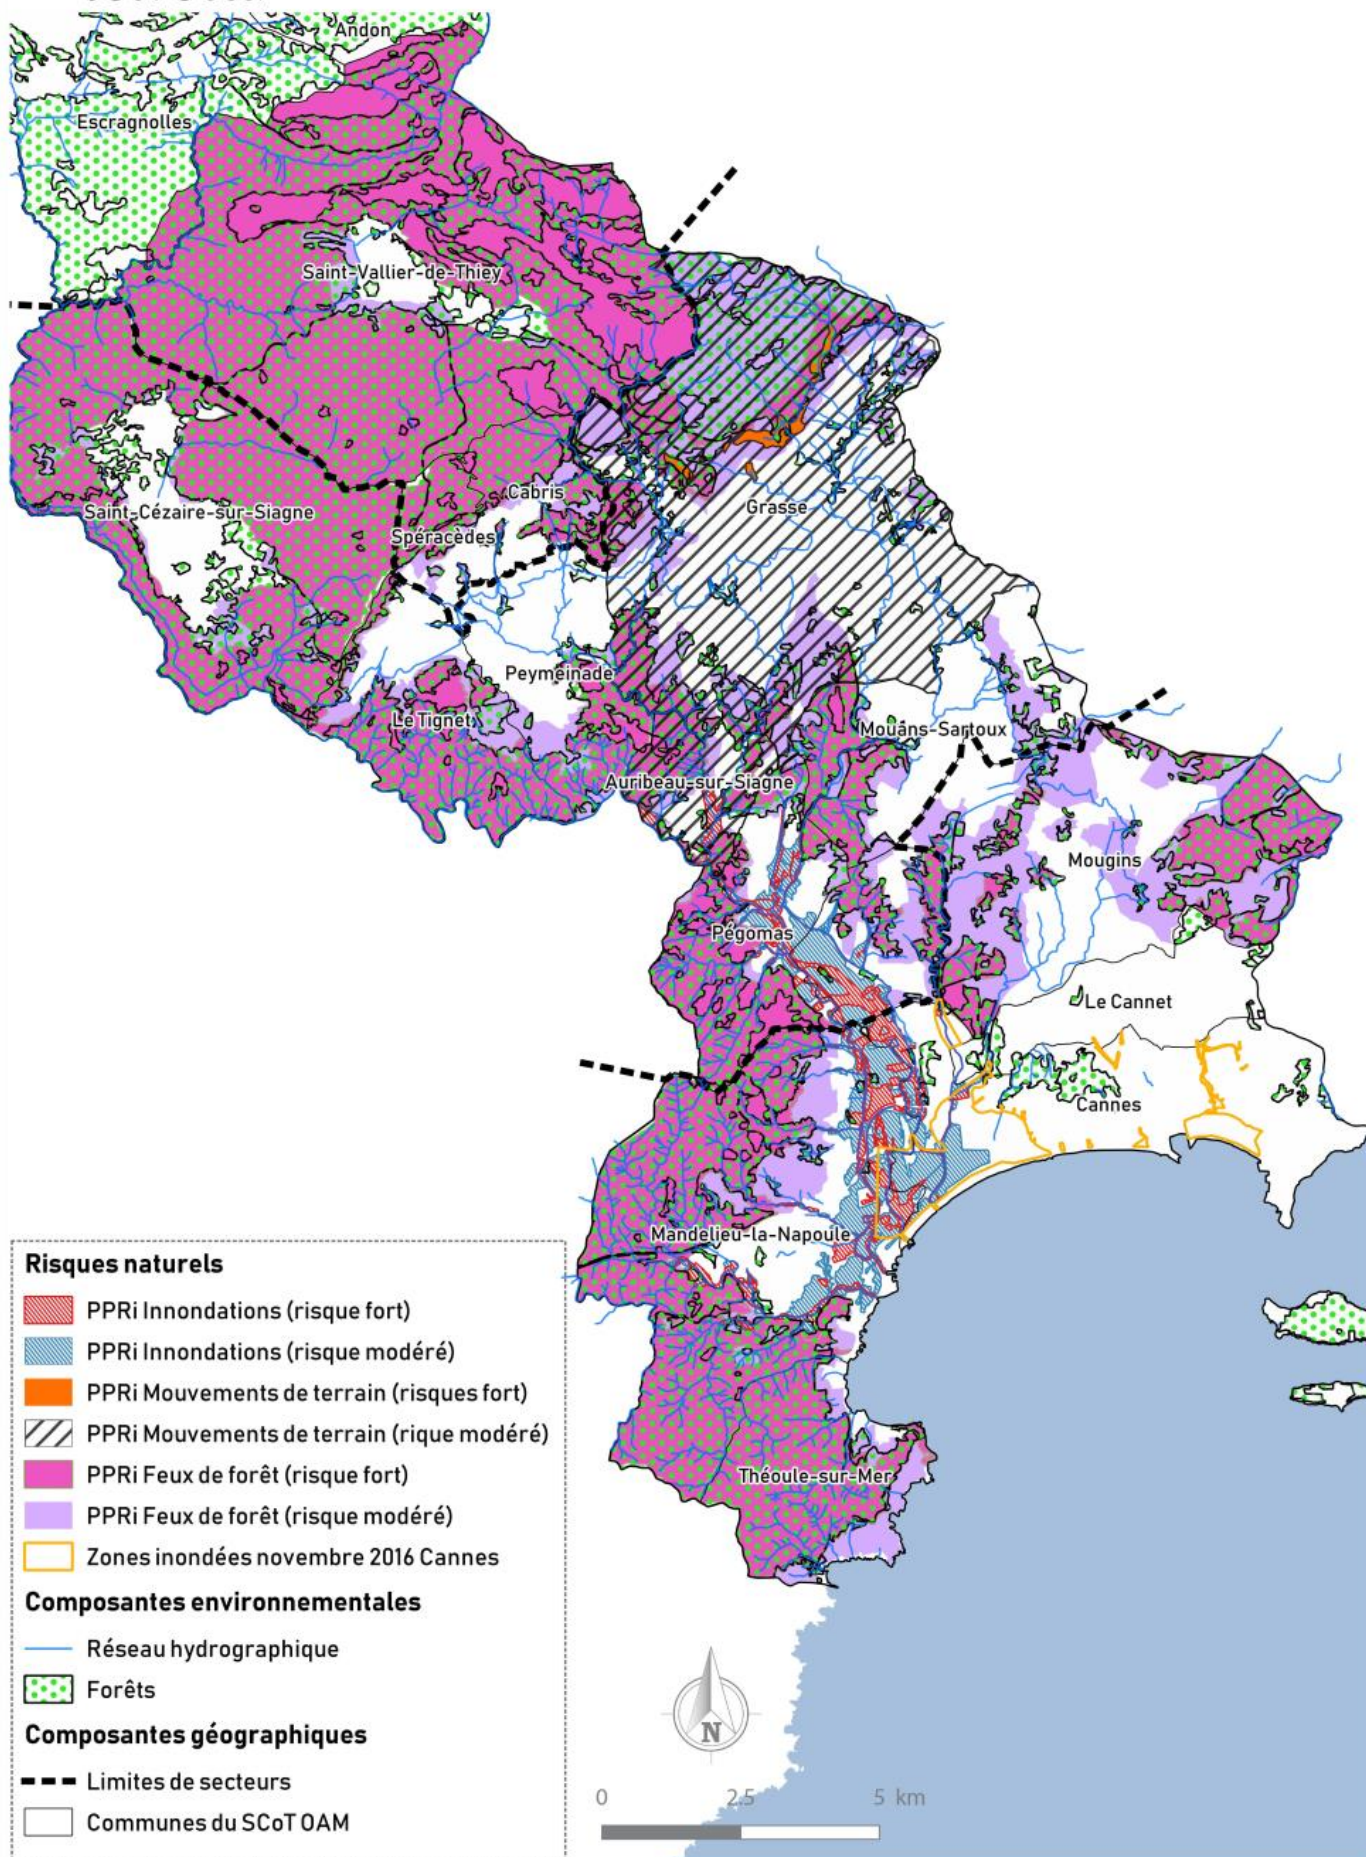 Andon
Escragnolles
Saint-Vallier-de-Thiey
Cabris
Saint-Cézaire-sur-Siagne
Grasse
Spéracèdes
Peymeinade
Le Tignet
Mouans-Sartoux
Auribeau-sur-Siagne
Mougins
Pégomas
Le Cannet
Cannes
Mandelieu-la-Napoule
Théoule-sur-Mer
Risques naturels
PPRi Innondations (risque fort)
PPRi Innondations (risque modéré)
PPRi Mouvements de terrain (risques fort)
PPRi Mouvements de terrain (rique modéré)
PPRi Feux de forêt (risque fort)
PPRi Feux de forêt (risque modéré)
Zones inondées novembre 2016 Cannes
Composantes environnementales
Réseau hydrographique
Forêts
Composantes géographiques
Limites de secteurs
Communes du SCoT OAM
N
0 2.5 5 km